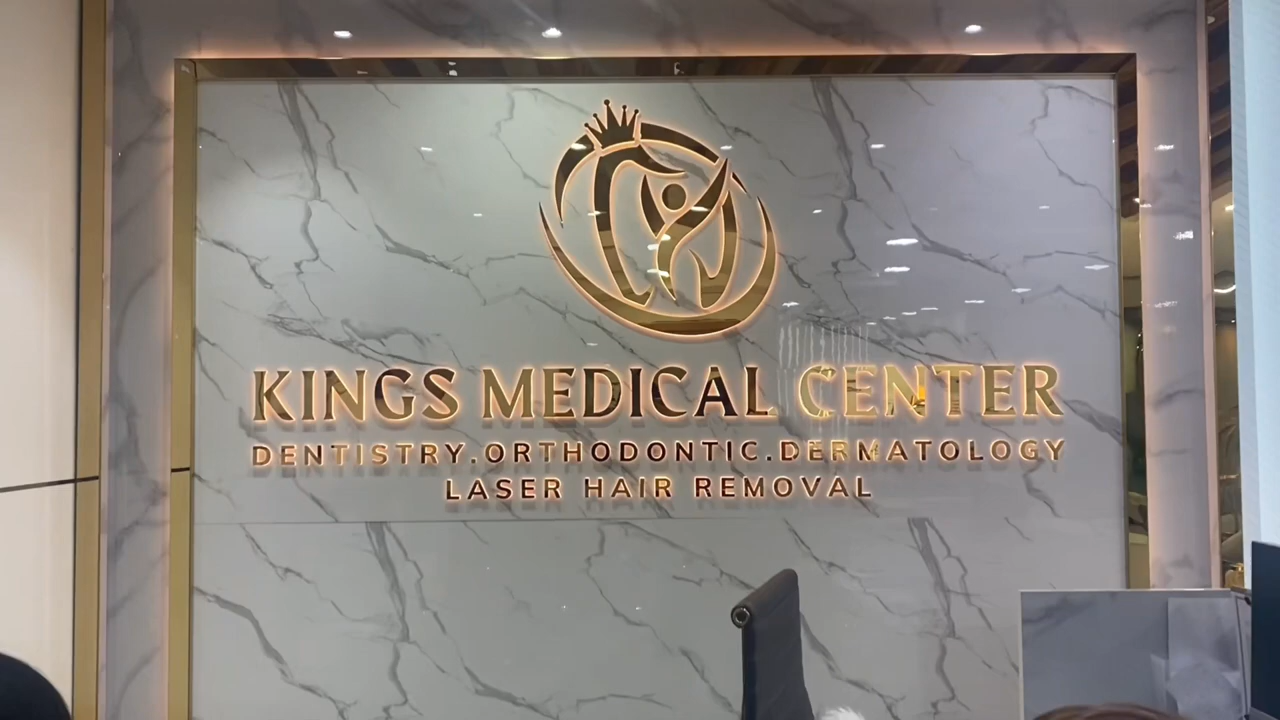 KINGS MEDICAL CENTER
DENTISTRY.ORTHODONTIC.DERMATOLOGY
LASER HAIR REMOVAL